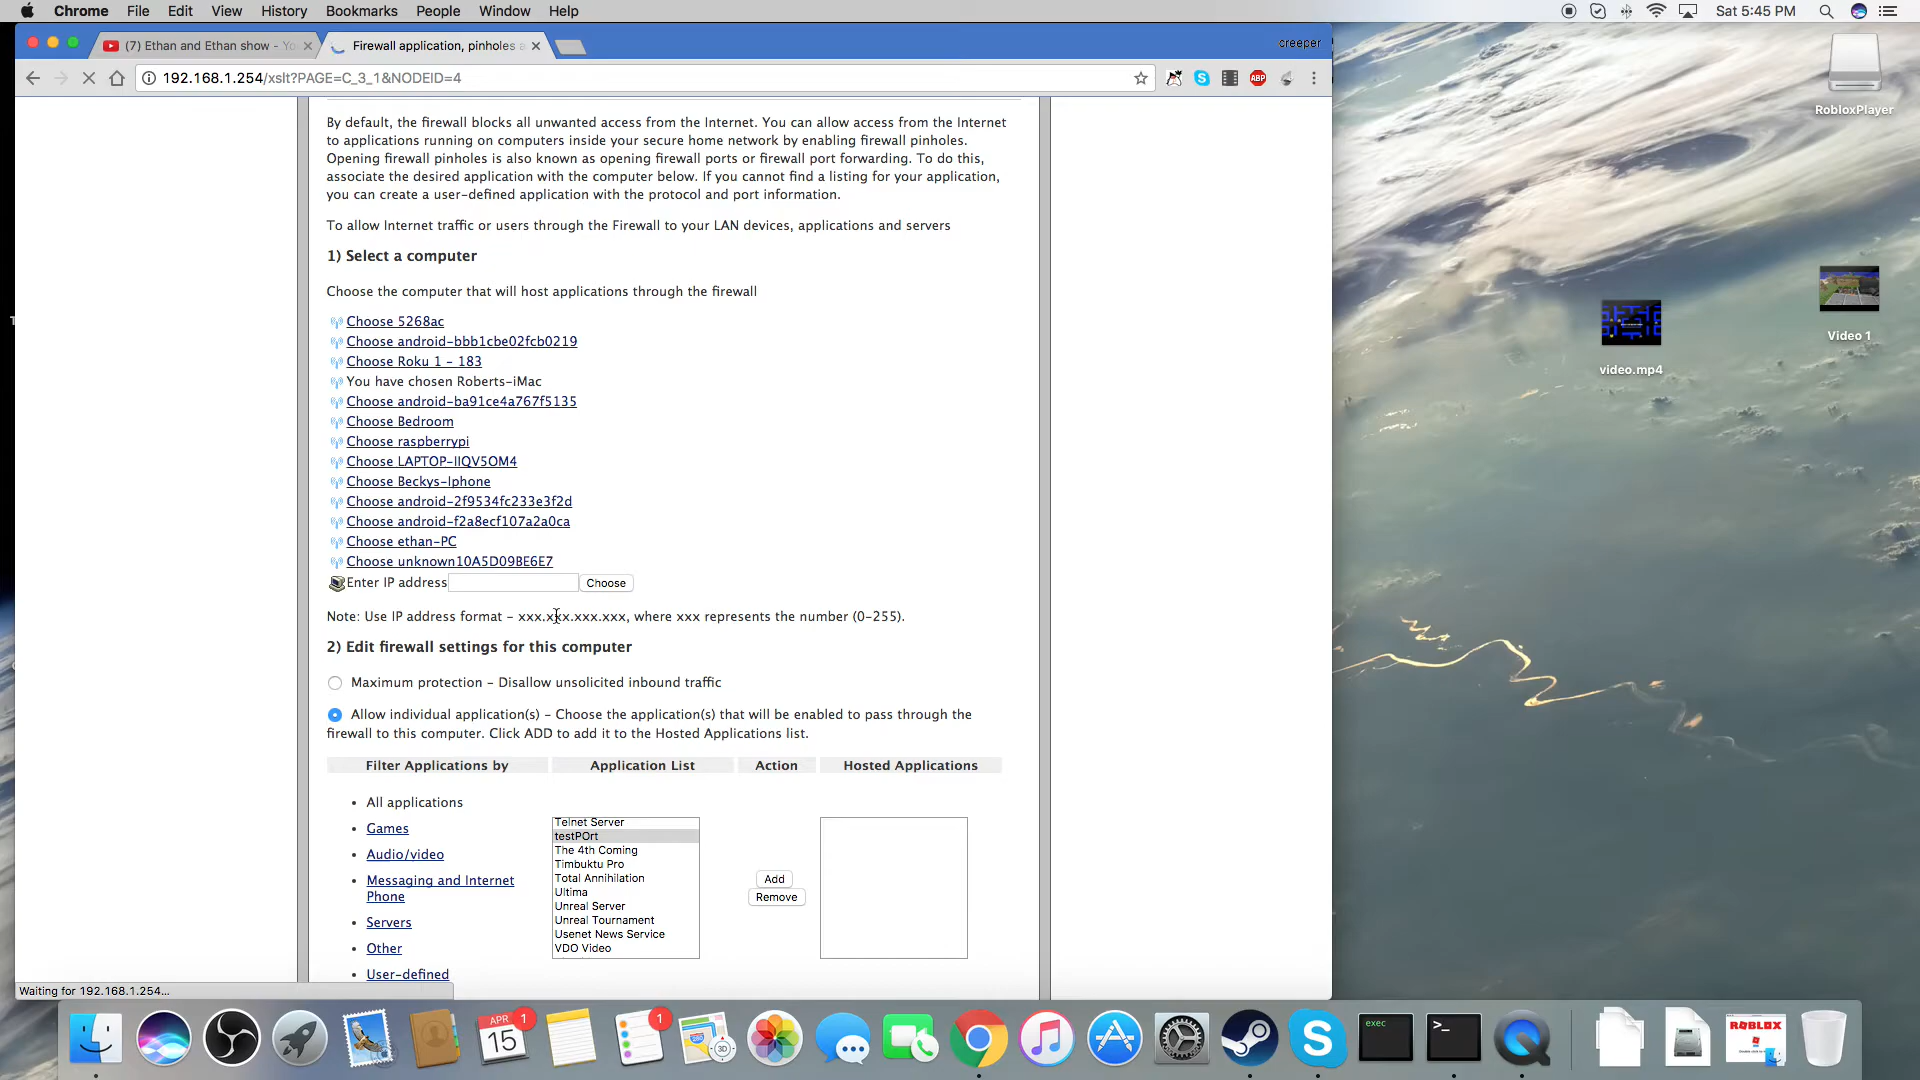 Chrome File Edit View History Bookmarks People Window Help Sat 5:45 PM
(7) Ethan and Ethan show - Yo
Firewall application, pinholes a
creeper
192.168.1.254/xslt?PAGE=C_3_1&NODEID=4
ABP
RobloxPlayer
By default, the firewall blocks all unwanted access from the Internet. You can allow access from the Internet
to applications running on computers inside your secure home network by enabling firewall pinholes.
Opening firewall pinholes is also known as opening firewall ports or firewall port forwarding. To do this,
associate the desired application with the computer below. If you cannot find a listing for your application,
you can create a user-defined application with the protocol and port information.
To allow Internet traffic or users through the Firewall to your LAN devices, applications and servers
1) Select a computer
Choose the computer that will host applications through the firewall
Choose 5268ac
Choose android-bbb1cbe02fcb0219
Choose Roku 1 - 183
You have chosen Roberts-iMac
Choose android-ba91ce4a767f5135
Choose Bedroom
Choose raspberrypi
Choose LAPTOP-IIQV5OM4
Choose Beckys-Iphone
Choose android-2f9534fc233e3f2d
Choose android-f2a8ecf107a2a0ca
Choose ethan-PC
Choose unknown10A5D09BE6E7
Enter IP address Choose
Note: Use IP address format - xxx.xxx.xxx.xxx, where xxx represents the number (0-255).
2) Edit firewall settings for this computer
Maximum protection - Disallow unsolicited inbound traffic
Allow individual application(s) - Choose the application(s) that will be enabled to pass through the
firewall to this computer. Click ADD to add it to the Hosted Applications list.
Filter Applications by Application List Action Hosted Applications
All applications
Games
Audio/video
Messaging and Internet
Phone
Servers
Other
User-defined
Telnet Server
testPOrt
The 4th Coming
Timbuktu Pro
Total Annihilation
Ultima
Unreal Server
Unreal Tournament
Usenet News Service
VDO Video
Add
Remove
Waiting for 192.168.1.254...
Video 1
video.mp4
APR
15
1
1
3D
exec
>_
ROBLOX